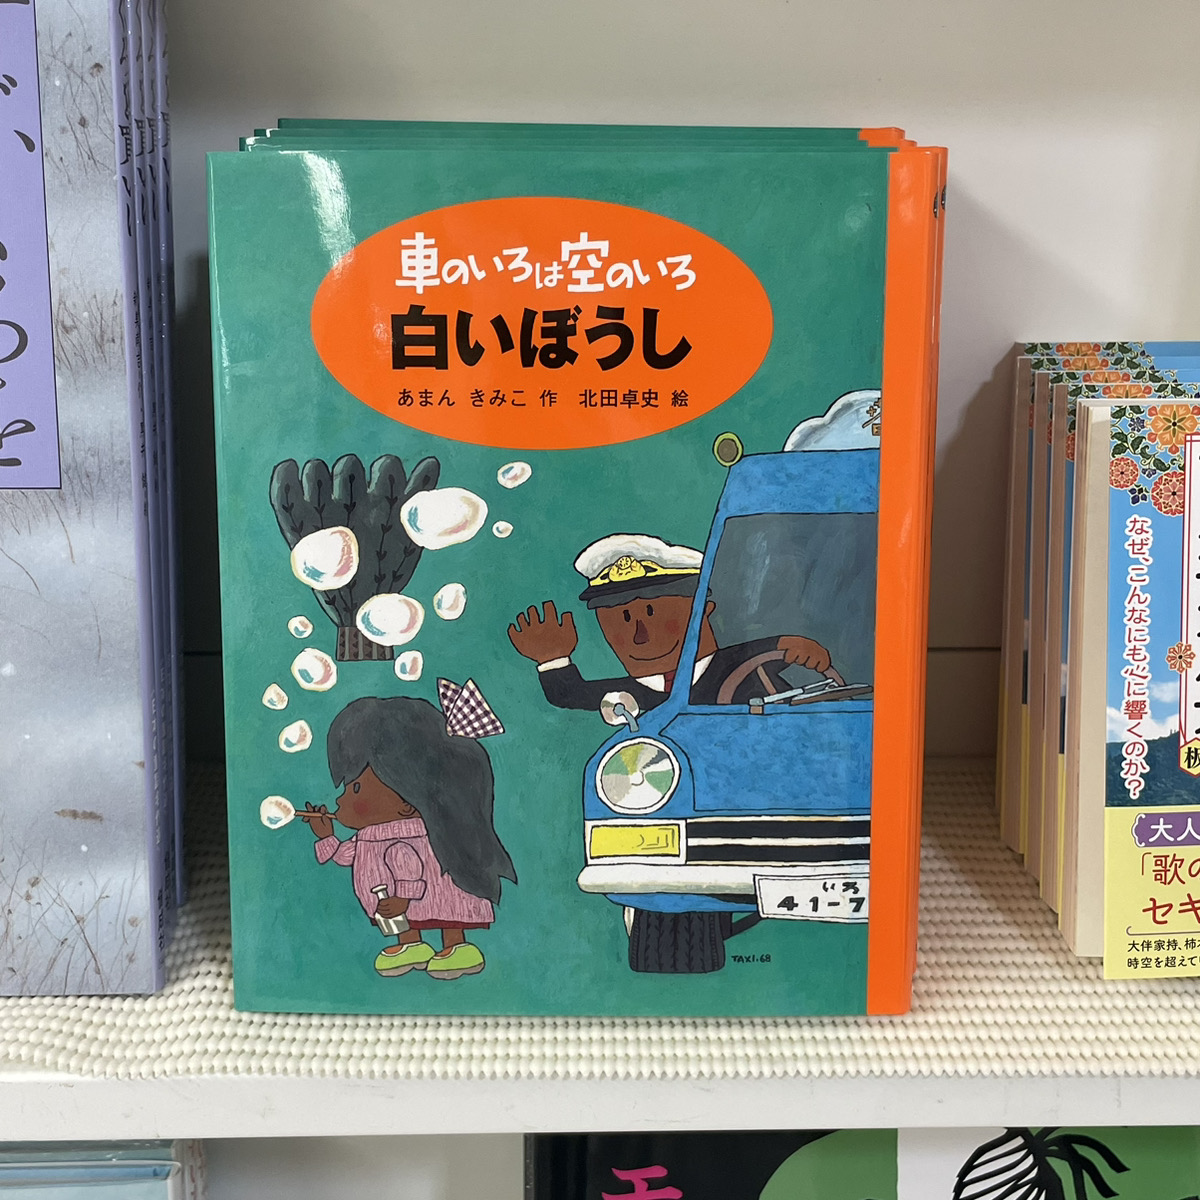 車のいろは空のいろ
白いぼうし
あまん きみこ 作 北田卓史 絵
いろ
41-7
TAXI.68
なぜ、こんなにも心に響くのか?
大人
「歌の
セキ
大伴家持、柿本
時空を超えて